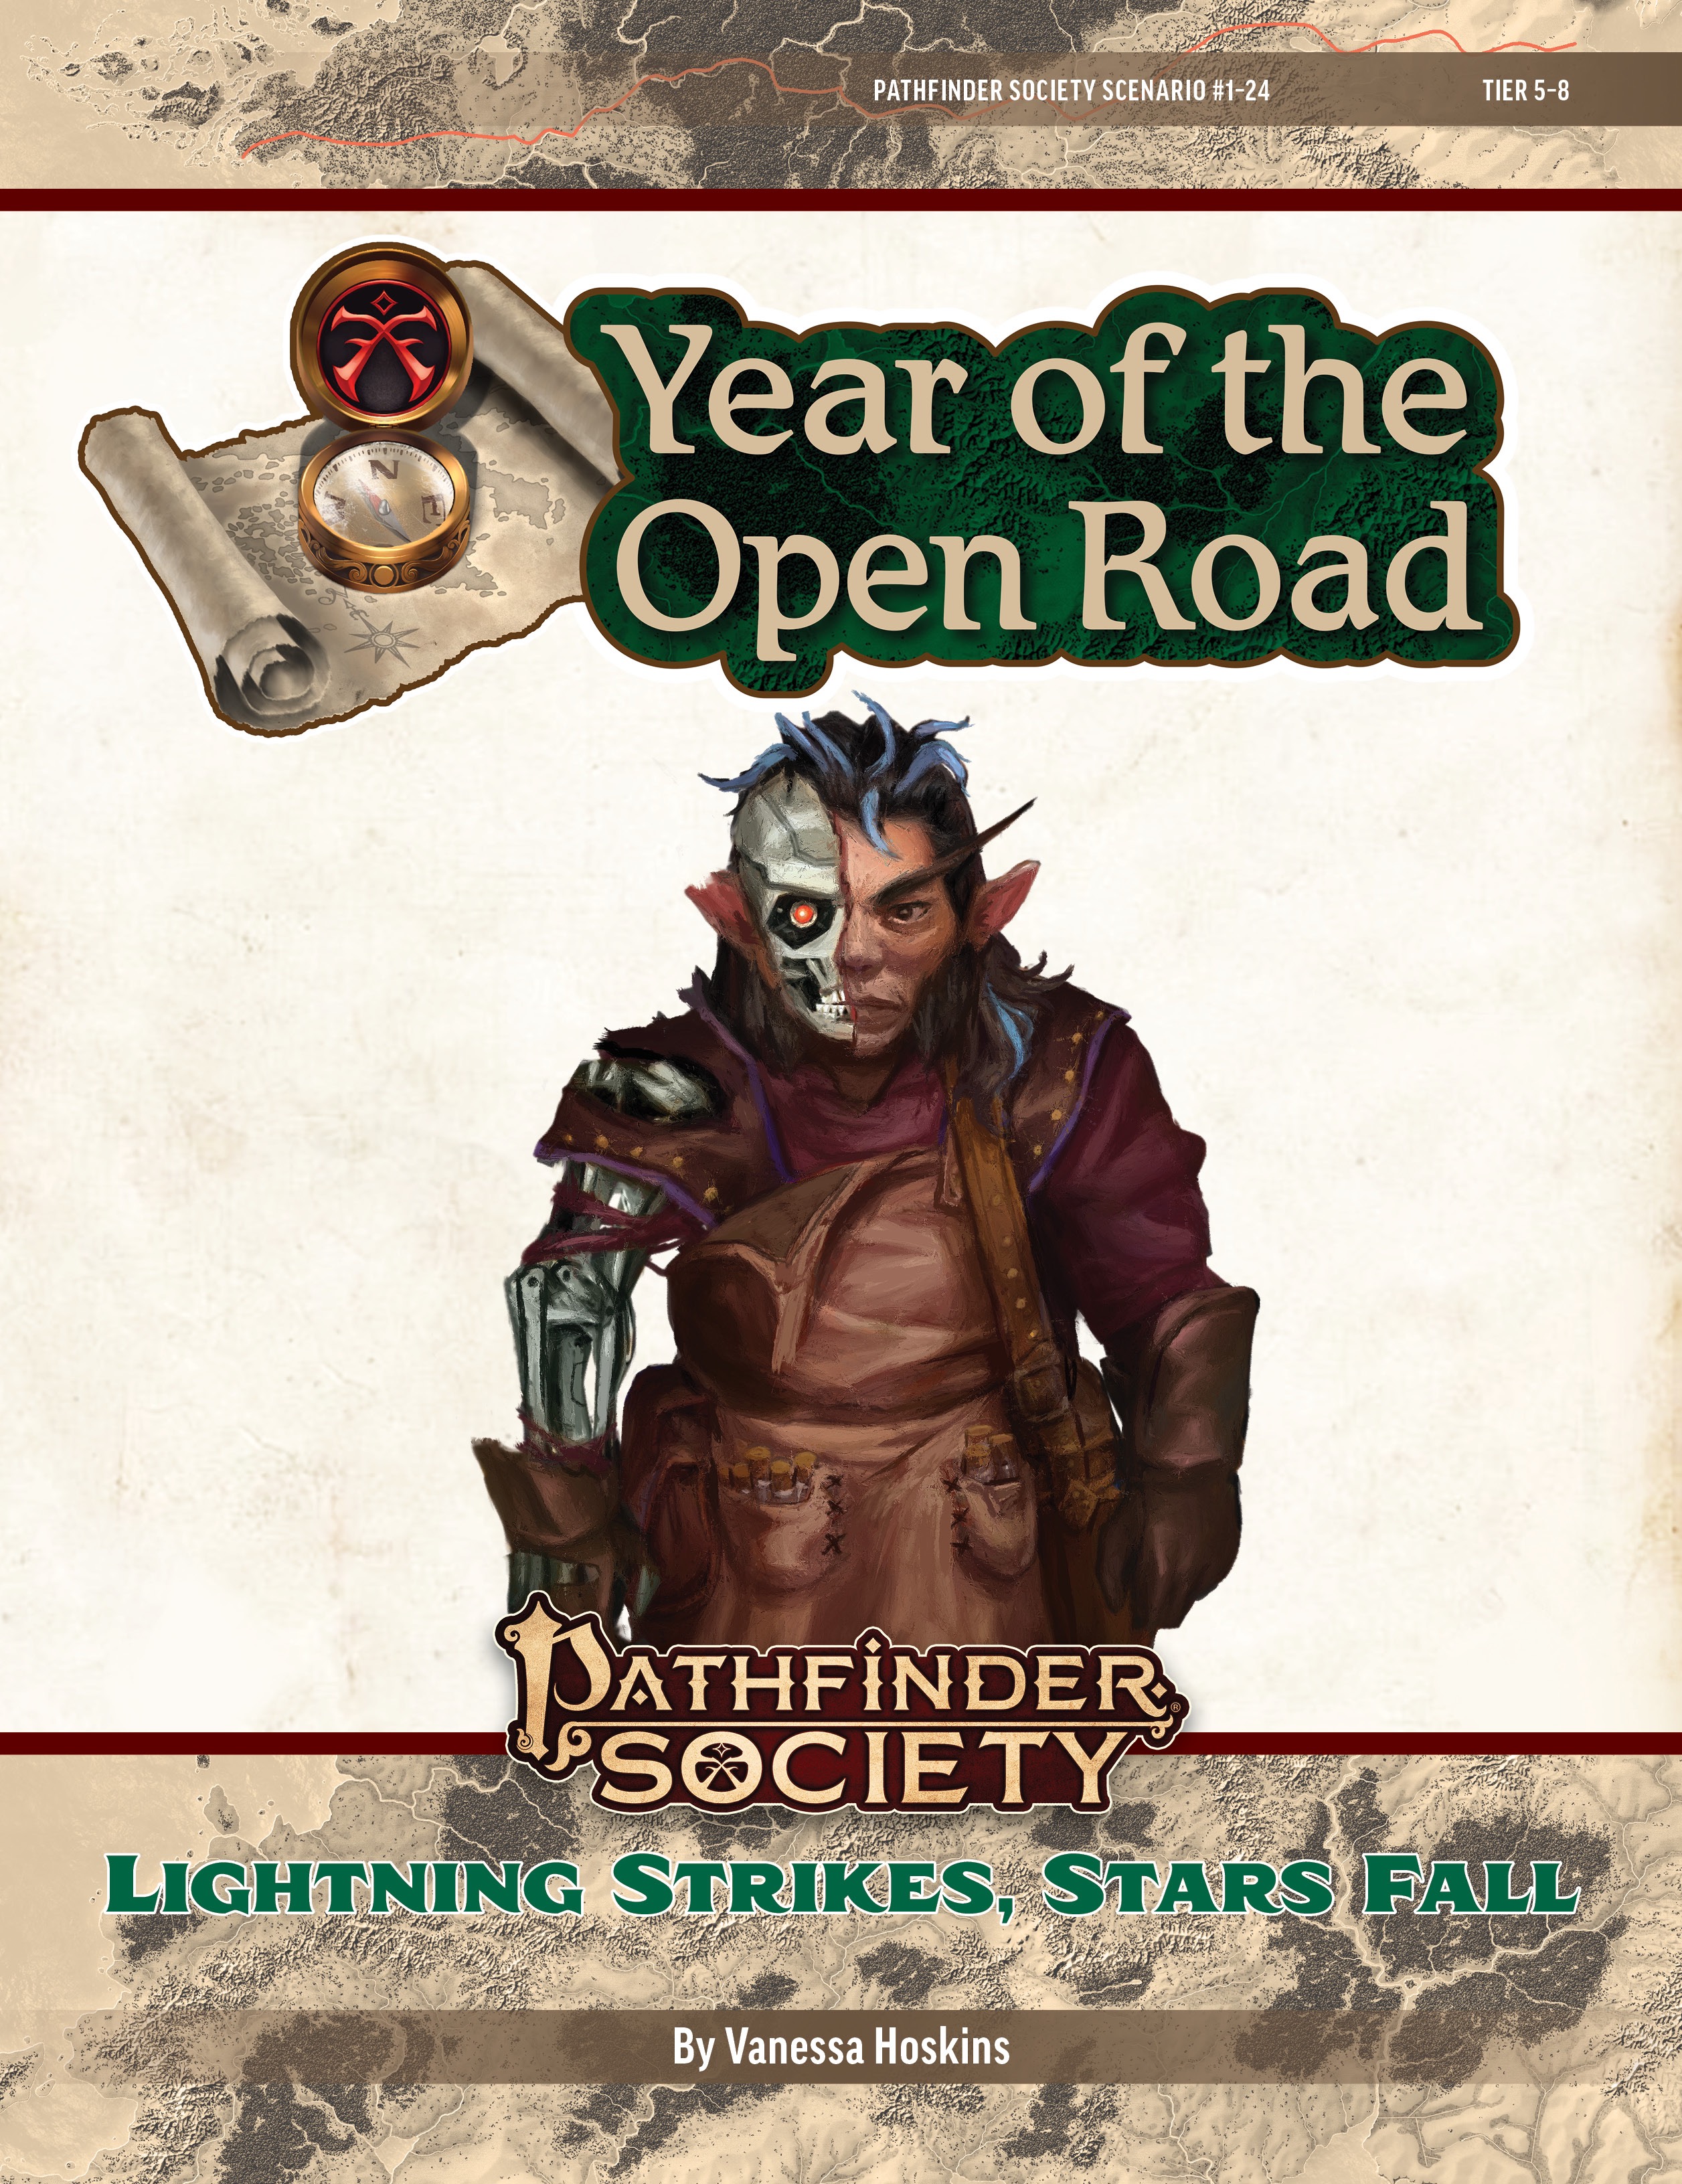 PATHFINDER SOCIETY SCENARIO #1-24
TIER 5-8
Year of the
Open Road
N
E
PATHFINDER®
SOCIETY
LIGHTNING STRIKES, STARS FALL
By Vanessa Hoskins